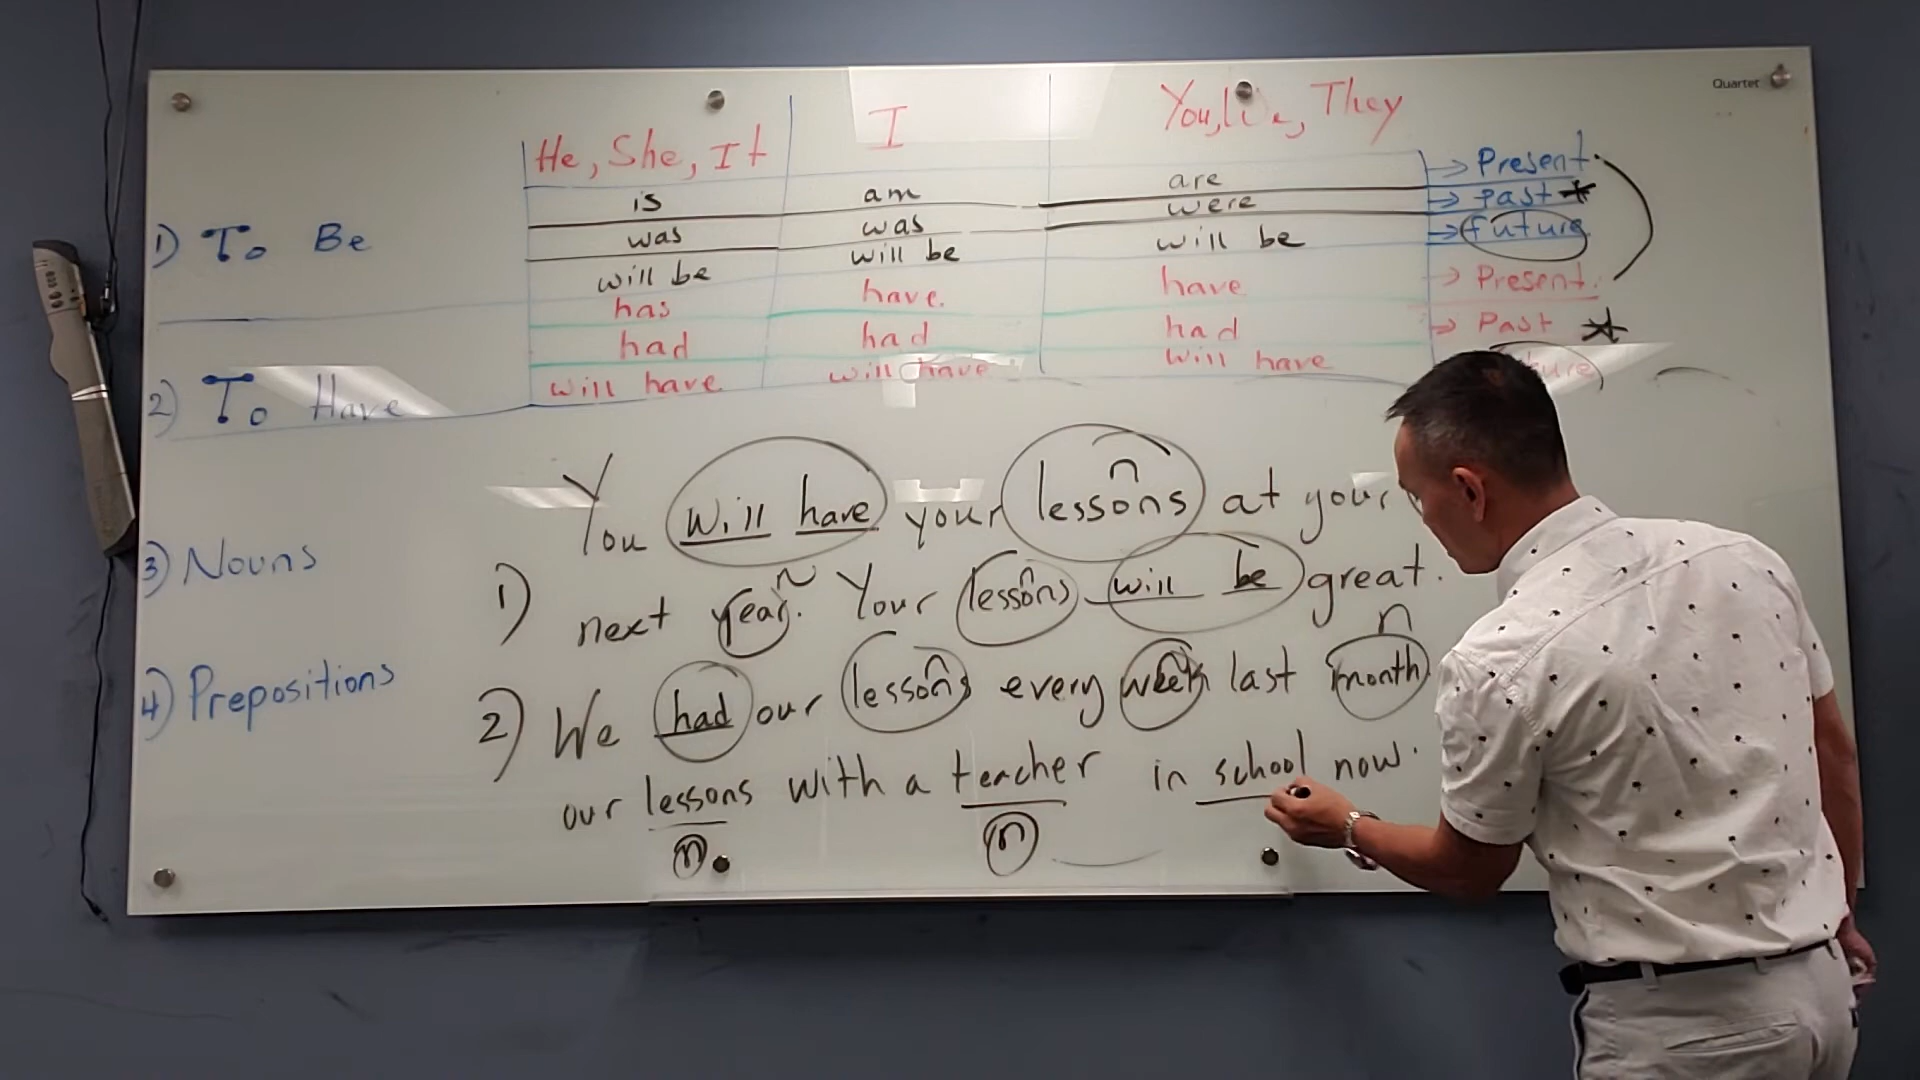 Quartet
He, She, It I You, We, They
is am are → Present
was was were → Past *
1) To Be will be will be will be → future
has have. have → Present.
had had had → Past *
2) To Have will have will have will have
n
You will have your lessons at your
3) Nouns
n n
1) next year. Your lessons will be great.
4) Prepositions
n n n n
2) We had our lessons every week last month
our lessons with a teacher in school now.
n. n